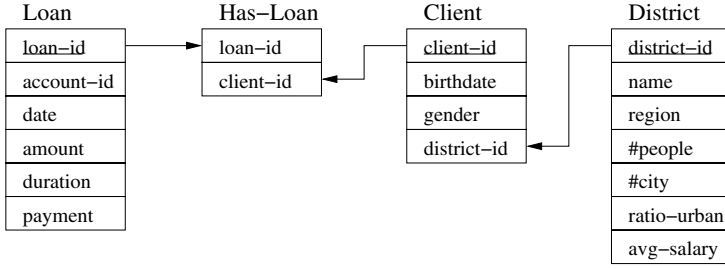 Loan
loan−id
account−id
date
amount
duration
payment
Has−Loan
loan−id
client−id
Client
client−id
birthdate
gender
district−id
District
district−id
name
region
#people
#city
ratio−urban
avg−salary